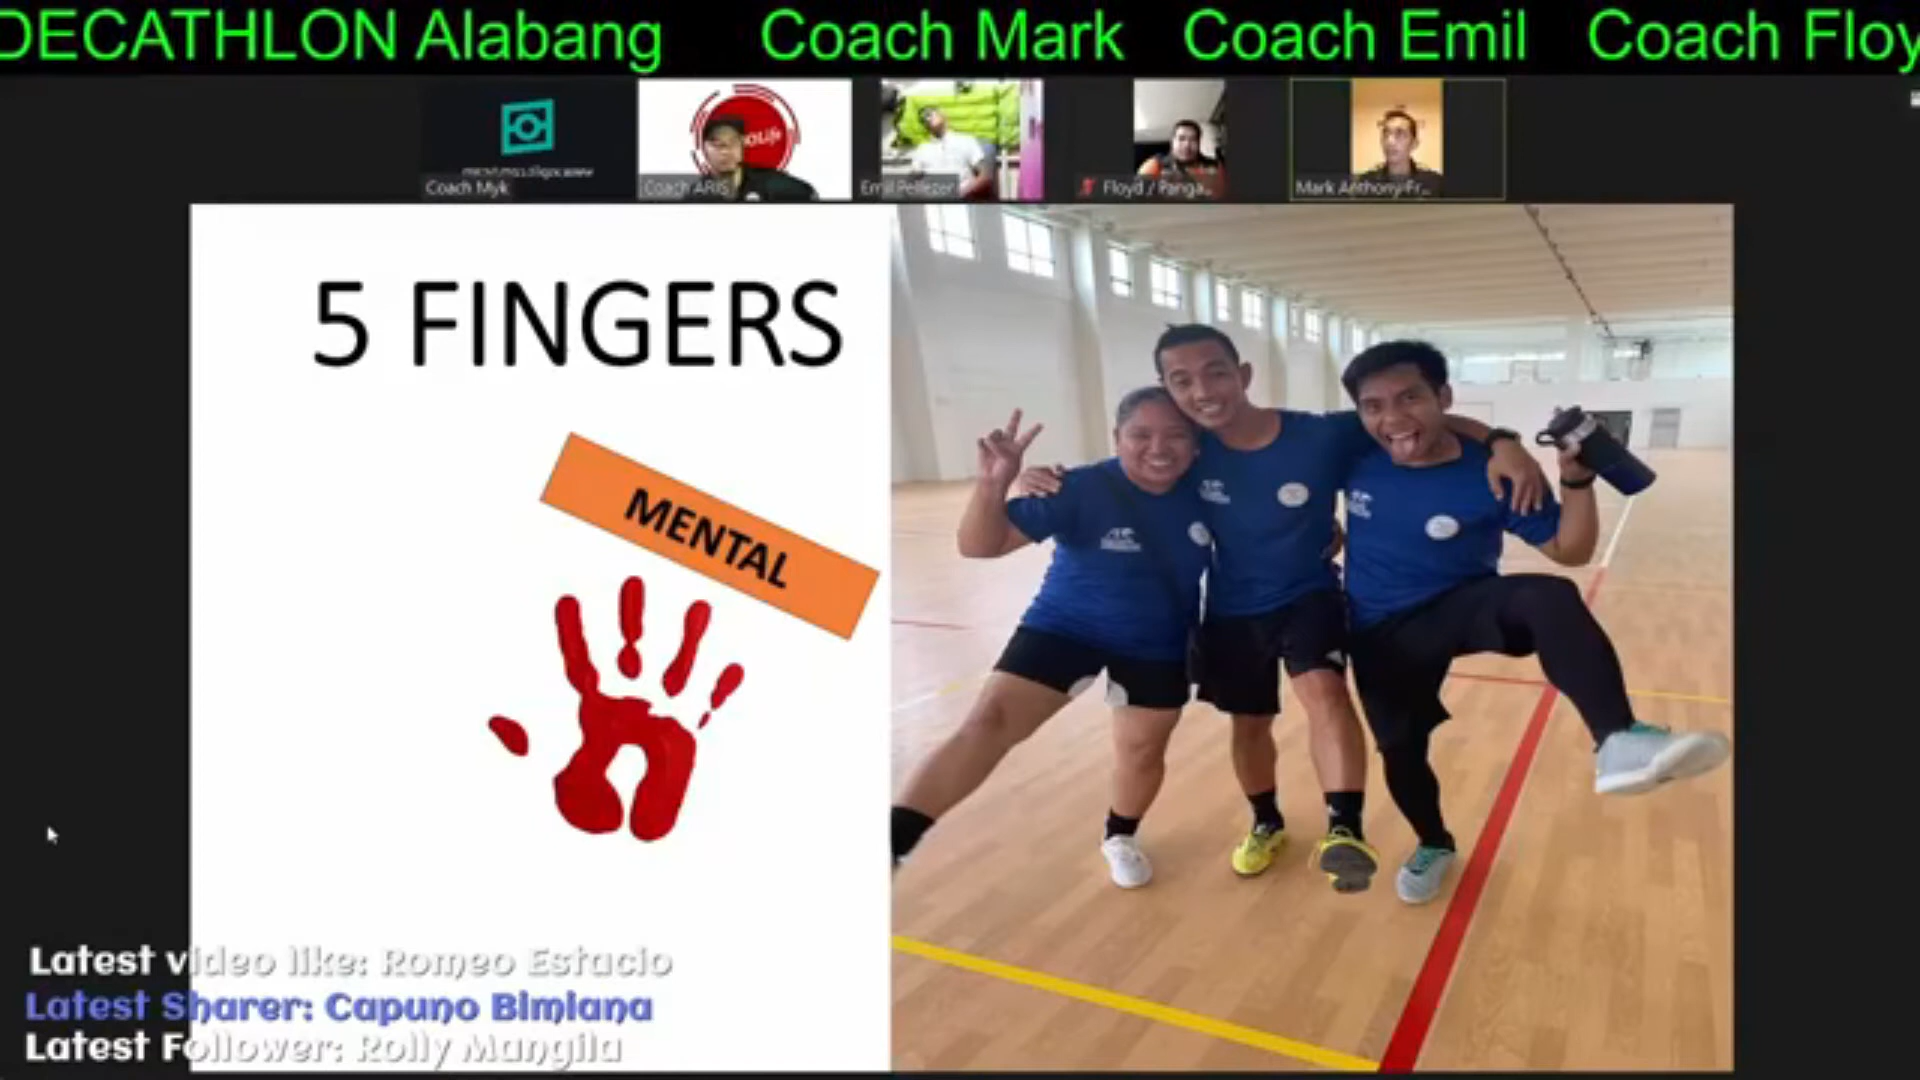 DECATHLON Alabang Coach Mark Coach Emil Coach Floy
Coach Myk
Coach ARIS
Emil Pellezer
Floyd / Panga...
Mark Anthony Fr...
5 FINGERS
MENTAL
Latest video like: Romeo Estacio
Latest Sharer: Capuno Bimiana
Latest Follower: Rolly Mangila